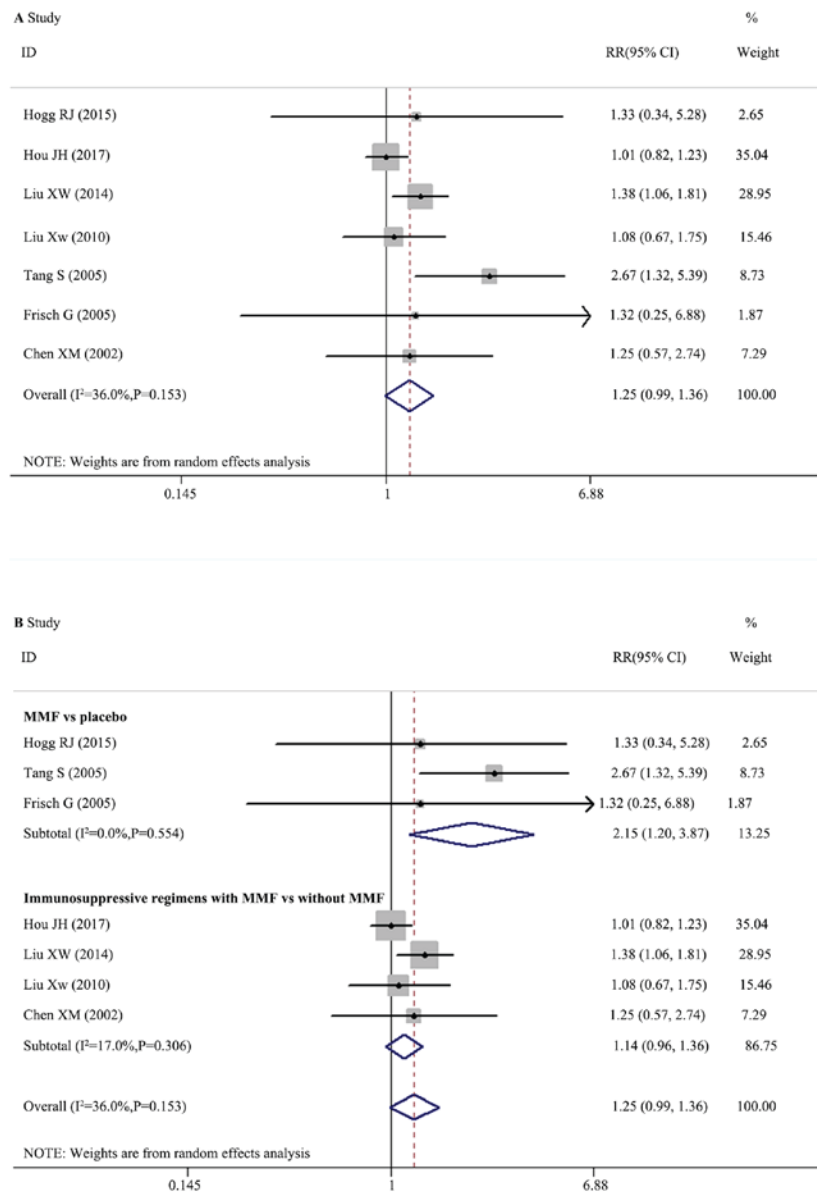 A Study %
ID RR(95% CI) Weight
Hogg RJ (2015) 1.33 (0.34, 5.28) 2.65
Hou JH (2017) 1.01 (0.82, 1.23) 35.04
Liu XW (2014) 1.38 (1.06, 1.81) 28.95
Liu Xw (2010) 1.08 (0.67, 1.75) 15.46
Tang S (2005) 2.67 (1.32, 5.39) 8.73
Frisch G (2005) 1.32 (0.25, 6.88) 1.87
Chen XM (2002) 1.25 (0.57, 2.74) 7.29
Overall (I²=36.0%,P=0.153) 1.25 (0.99, 1.36) 100.00
NOTE: Weights are from random effects analysis
0.145 1 6.88
B Study %
ID RR(95% CI) Weight
MMF vs placebo
Hogg RJ (2015) 1.33 (0.34, 5.28) 2.65
Tang S (2005) 2.67 (1.32, 5.39) 8.73
Frisch G (2005) 1.32 (0.25, 6.88) 1.87
Subtotal (I²=0.0%,P=0.554) 2.15 (1.20, 3.87) 13.25
Immunosuppressive regimens with MMF vs without MMF
Hou JH (2017) 1.01 (0.82, 1.23) 35.04
Liu XW (2014) 1.38 (1.06, 1.81) 28.95
Liu Xw (2010) 1.08 (0.67, 1.75) 15.46
Chen XM (2002) 1.25 (0.57, 2.74) 7.29
Subtotal (I²=17.0%,P=0.306) 1.14 (0.96, 1.36) 86.75
Overall (I²=36.0%,P=0.153) 1.25 (0.99, 1.36) 100.00
NOTE: Weights are from random effects analysis
0.145 1 6.88